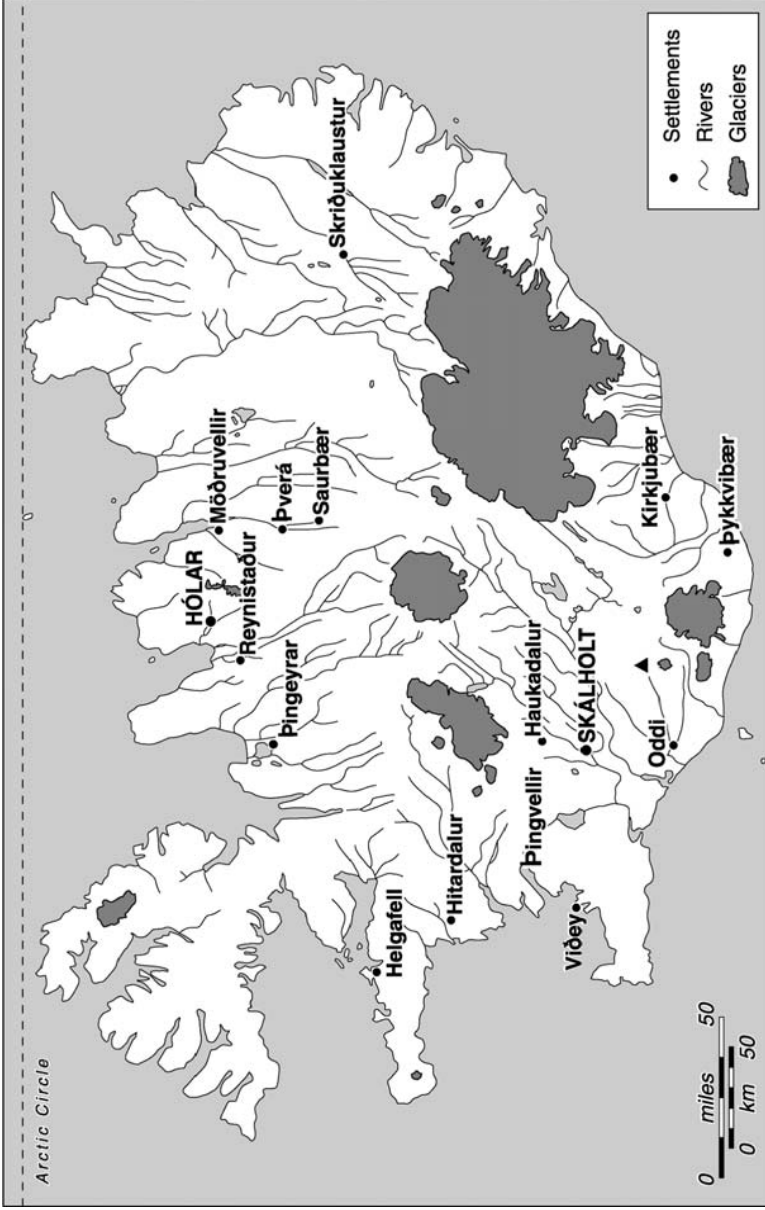 Arctic Circle
HÓLAR
Möðruvellir
Reynistaður
Þverá
Saurbær
Þingeyrar
Skriðuklaustur
Helgafell
Hitardalur
Þingvellir
Haukadalur
SKÁLHOLT
Viðey
Oddi
Kirkjubær
Þykkvibær
0 miles 50
0 km 50
Settlements
Rivers
Glaciers